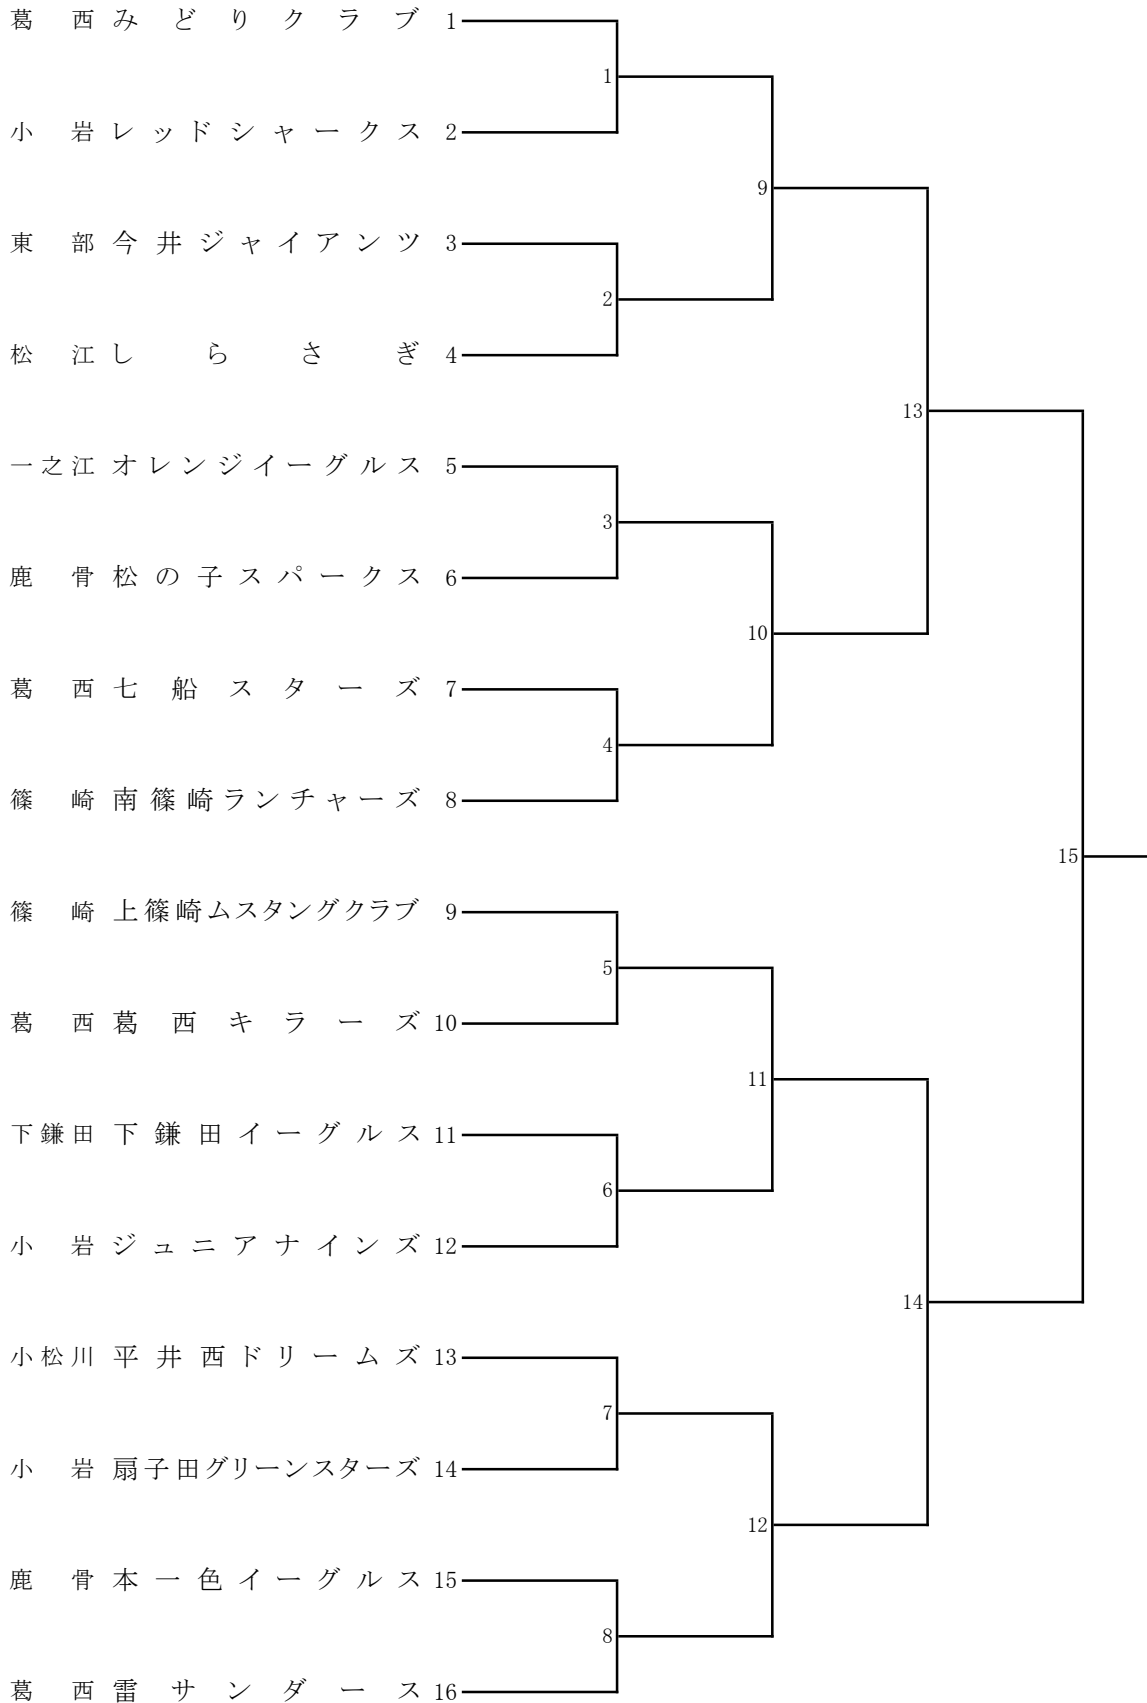 葛西 みどりクラブ 1
1
小岩 レッドシャークス 2
9
東部 今井ジャイアンツ 3
2
松江 しらさぎ 4
13
一之江 オレンジイーグルス 5
3
鹿骨 松の子スパークス 6
10
葛西 七船スターズ 7
4
篠崎 南篠崎ランチャーズ 8
15
篠崎 上篠崎ムスタングクラブ 9
5
葛西 葛西キラーズ 10
11
下鎌田 下鎌田イーグルス 11
6
小岩 ジュニアナインズ 12
14
小松川 平井西ドリームズ 13
7
小岩 扇子田グリーンスターズ 14
12
鹿骨 本一色イーグルス 15
8
葛西 雷サンダース 16